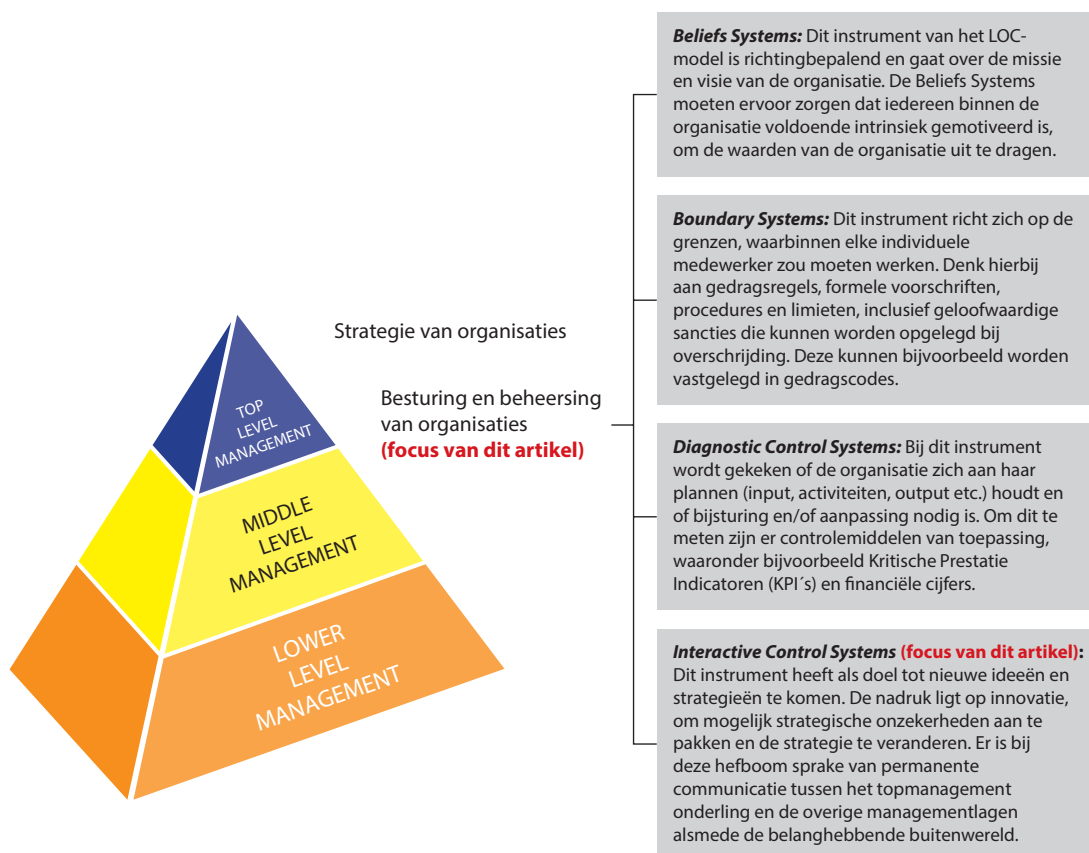 Beliefs Systems: Dit instrument van het LOC-
model is richtingbepalend en gaat over de missie
en visie van de organisatie. De Beliefs Systems
moeten ervoor zorgen dat iedereen binnen de
organisatie voldoende intrinsiek gemotiveerd is,
om de waarden van de organisatie uit te dragen.
Boundary Systems: Dit instrument richt zich op de
grenzen, waarbinnen elke individuele
medewerker zou moeten werken. Denk hierbij
aan gedragsregels, formele voorschriften,
procedures en limieten, inclusief geloofwaardige
sancties die kunnen worden opgelegd bij
overschrijding. Deze kunnen bijvoorbeeld worden
vastgelegd in gedragscodes.
Strategie van organisaties
Besturing en beheersing
van organisaties
(focus van dit artikel)
TOP
LEVEL
MANAGEMENT
MIDDLE
LEVEL
MANAGEMENT
LOWER
LEVEL
MANAGEMENT
Diagnostic Control Systems: Bij dit instrument
wordt gekeken of de organisatie zich aan haar
plannen (input, activiteiten, output etc.) houdt en
of bijsturing en/of aanpassing nodig is. Om dit te
meten zijn er controlemiddelen van toepassing,
waaronder bijvoorbeeld Kritische Prestatie
Indicatoren (KPI´s) en financiële cijfers.
Interactive Control Systems (focus van dit artikel):
Dit instrument heeft als doel tot nieuwe ideeën en
strategieën te komen. De nadruk ligt op innovatie,
om mogelijk strategische onzekerheden aan te
pakken en de strategie te veranderen. Er is bij
deze hefboom sprake van permanente
communicatie tussen het topmanagement
onderling en de overige managementlagen
alsmede de belanghebbende buitenwereld.